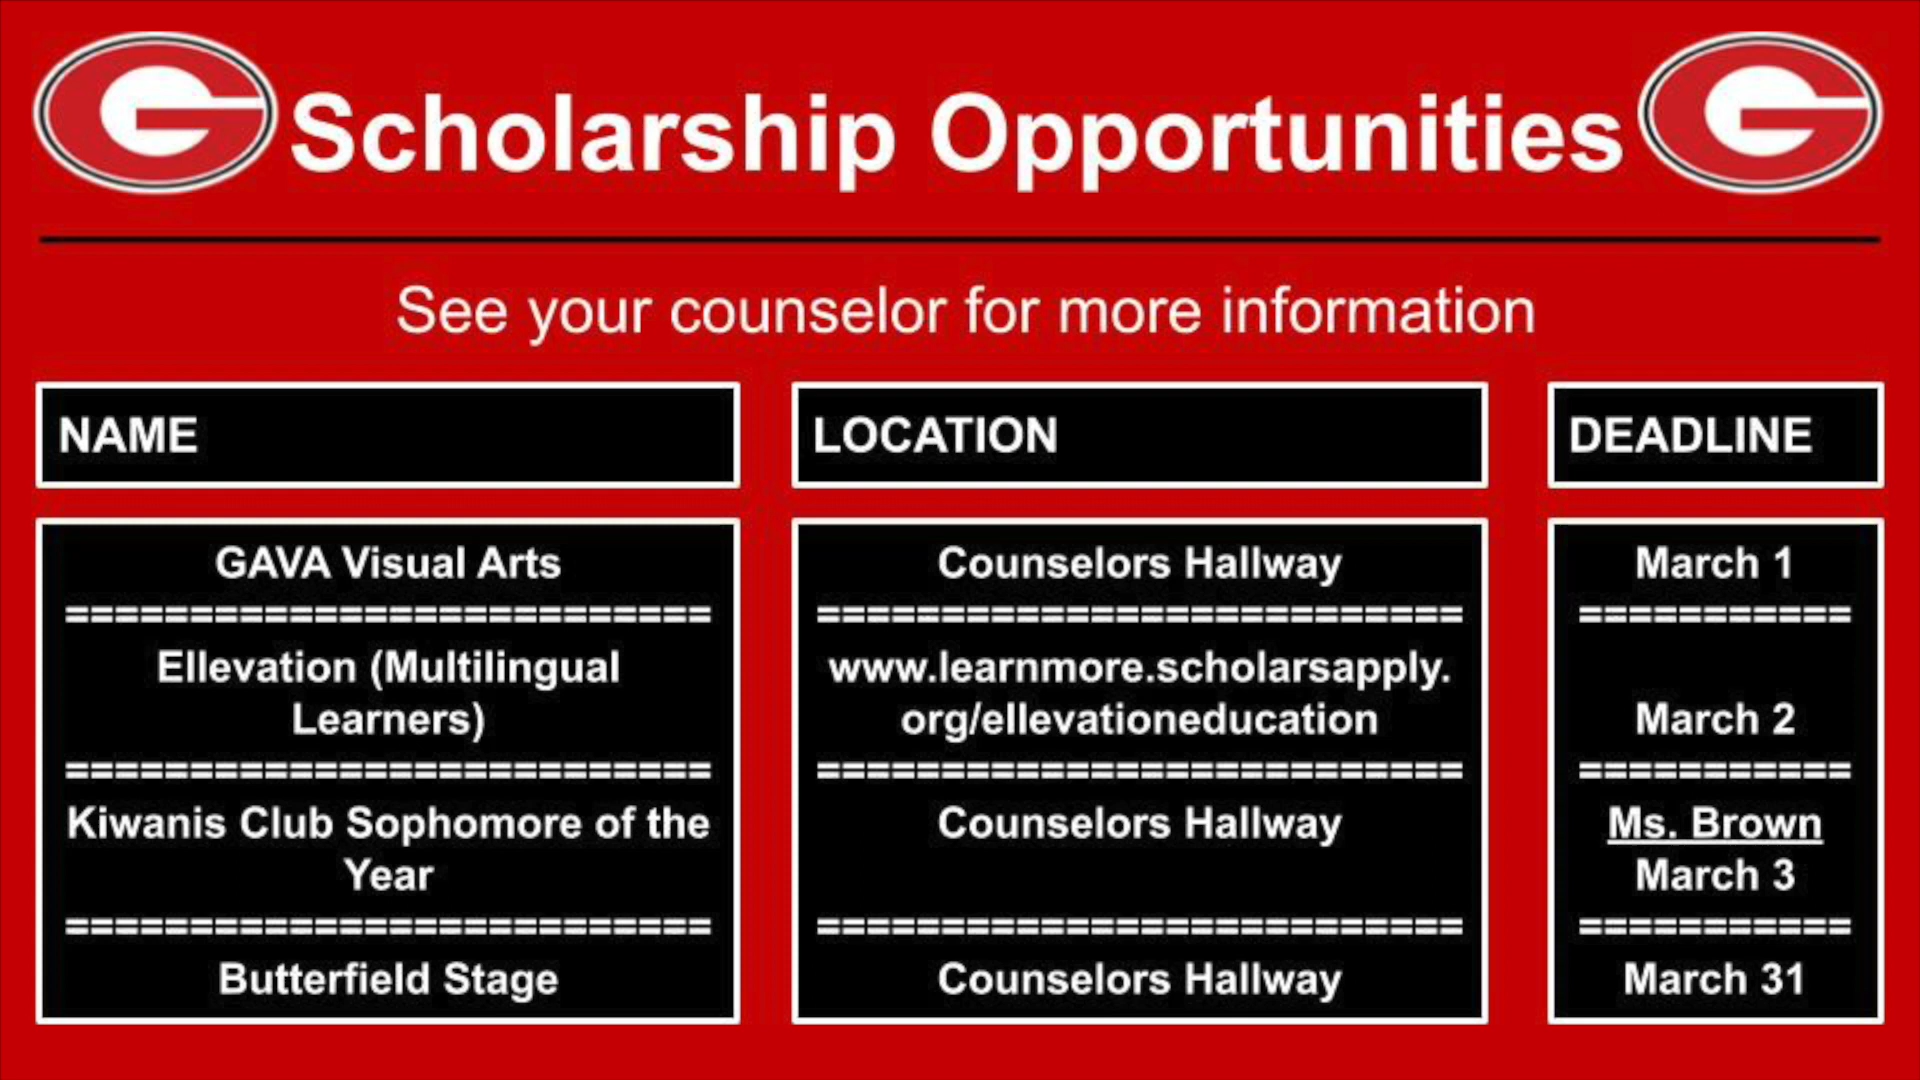 G Scholarship Opportunities G
See your counselor for more information
NAME
LOCATION
DEADLINE
GAVA Visual Arts
==========================
Ellevation (Multilingual
Learners)
==========================
Kiwanis Club Sophomore of the
Year
==========================
Butterfield Stage
Counselors Hallway
==========================
www.learnmore.scholarsapply.
org/ellevationeducation
==========================
Counselors Hallway
==========================
Counselors Hallway
March 1
===========
March 2
===========
Ms. Brown
March 3
===========
March 31